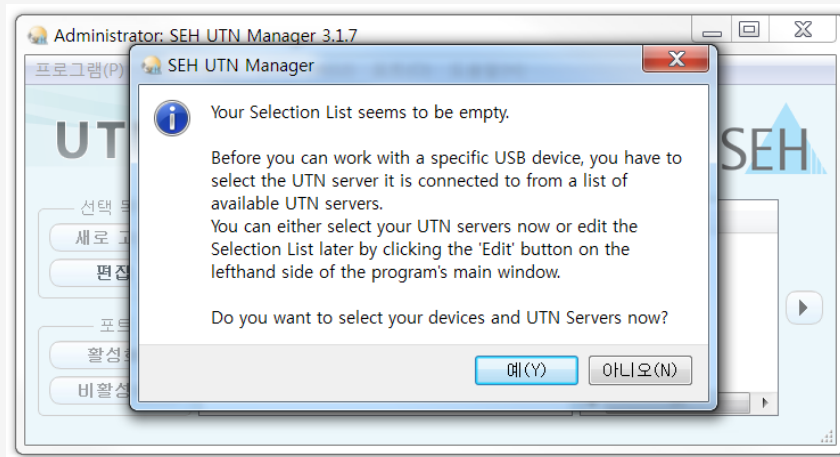 Administrator: SEH UTN Manager 3.1.7
프로그램(P)
SEH UTN Manager
UT
SEH
Your Selection List seems to be empty.
Before you can work with a specific USB device, you have to
select the UTN server it is connected to from a list of
available UTN servers.
You can either select your UTN servers now or edit the
Selection List later by clicking the 'Edit' button on the
lefthand side of the program's main window.
Do you want to select your devices and UTN Servers now?
예(Y)
아니오(N)
선택
새로
편집
포트
활성
비활성